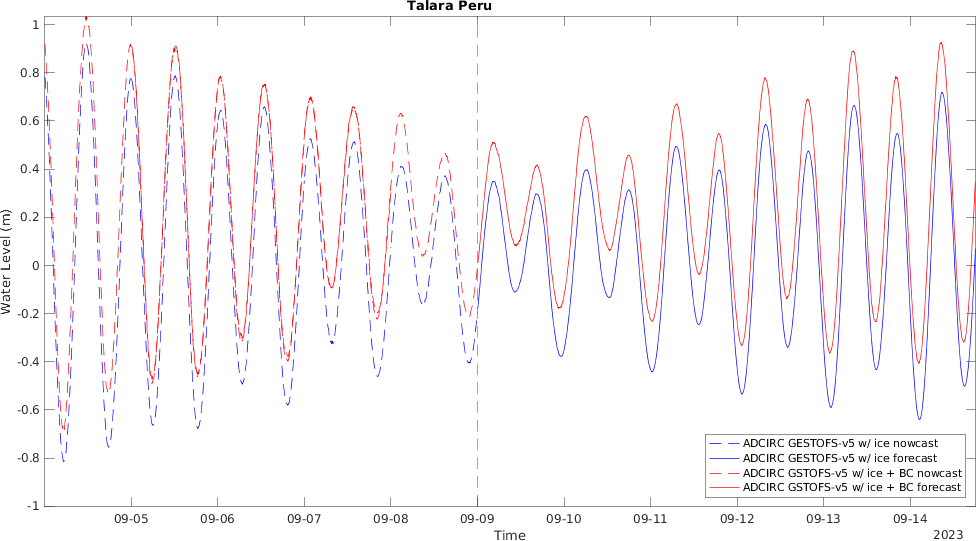 Talara Peru
Water Level (m)
1
0.8
0.6
0.4
0.2
0
-0.2
-0.4
-0.6
-0.8
-1
ADCIRC GESTOFS-v5 w/ ice nowcast
ADCIRC GESTOFS-v5 w/ ice forecast
ADCIRC GSTOFS-v5 w/ ice + BC nowcast
ADCIRC GSTOFS-v5 w/ ice + BC forecast
09-05 09-06 09-07 09-08 09-09 09-10 09-11 09-12 09-13 09-14
Time
2023